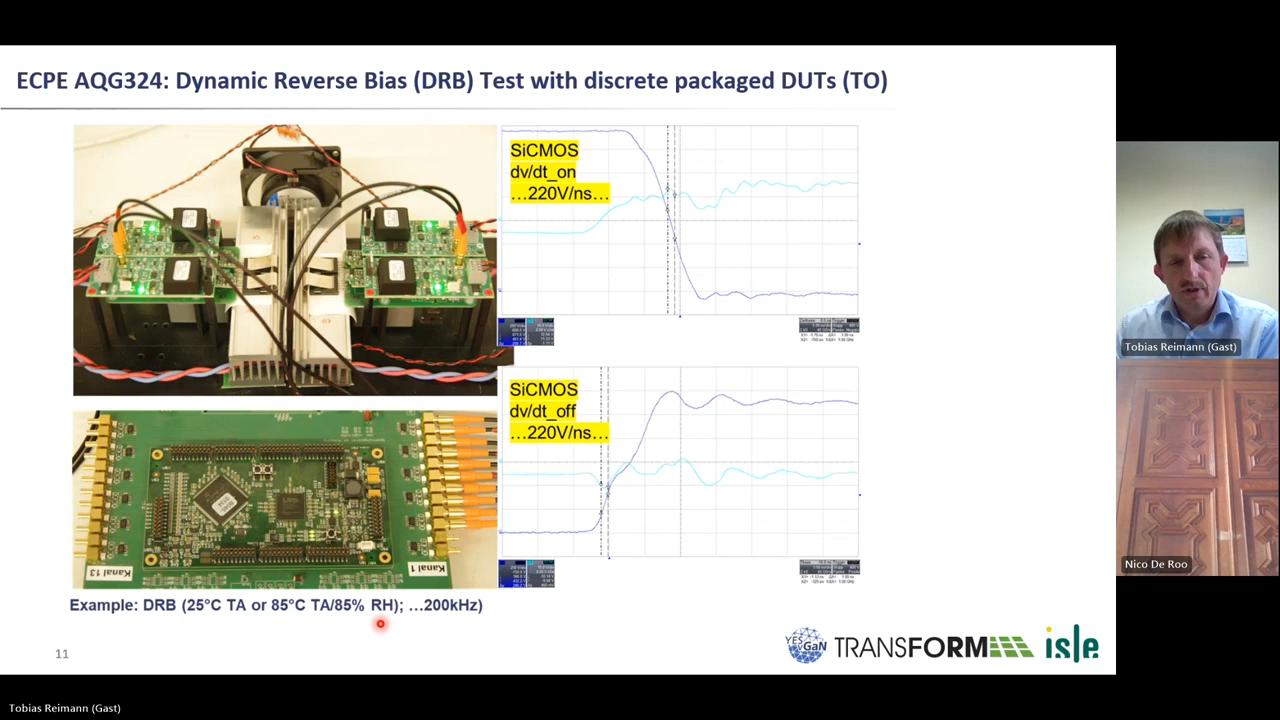 ECPE AQG324: Dynamic Reverse Bias (DRB) Test with discrete packaged DUTs (TO)
SiCMOS
dv/dt_on
...220V/ns...
SiCMOS
dv/dt_off
...220V/ns...
Kanal 13
Kanal 1
Example: DRB (25°C TA or 85°C TA/85% RH); ...200kHz)
11
YESvGaN
TRANSFORM
isle
Tobias Reimann (Gast)
Nico De Roo
Tobias Reimann (Gast)